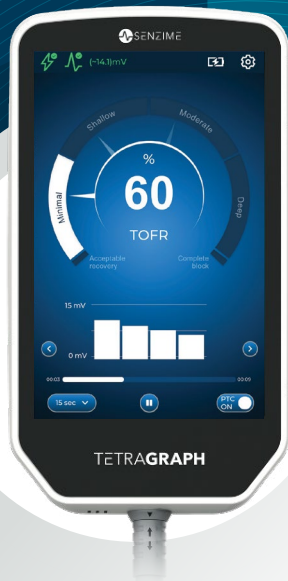 SENZIME
(~14.1)mV
Shallow
Moderate
Minimal
Deep
%
60
TOFR
Acceptable
recovery
Complete
block
15 mV
0 mV
00:03
00:09
15 sec
PTC
ON
TETRAGRAPH